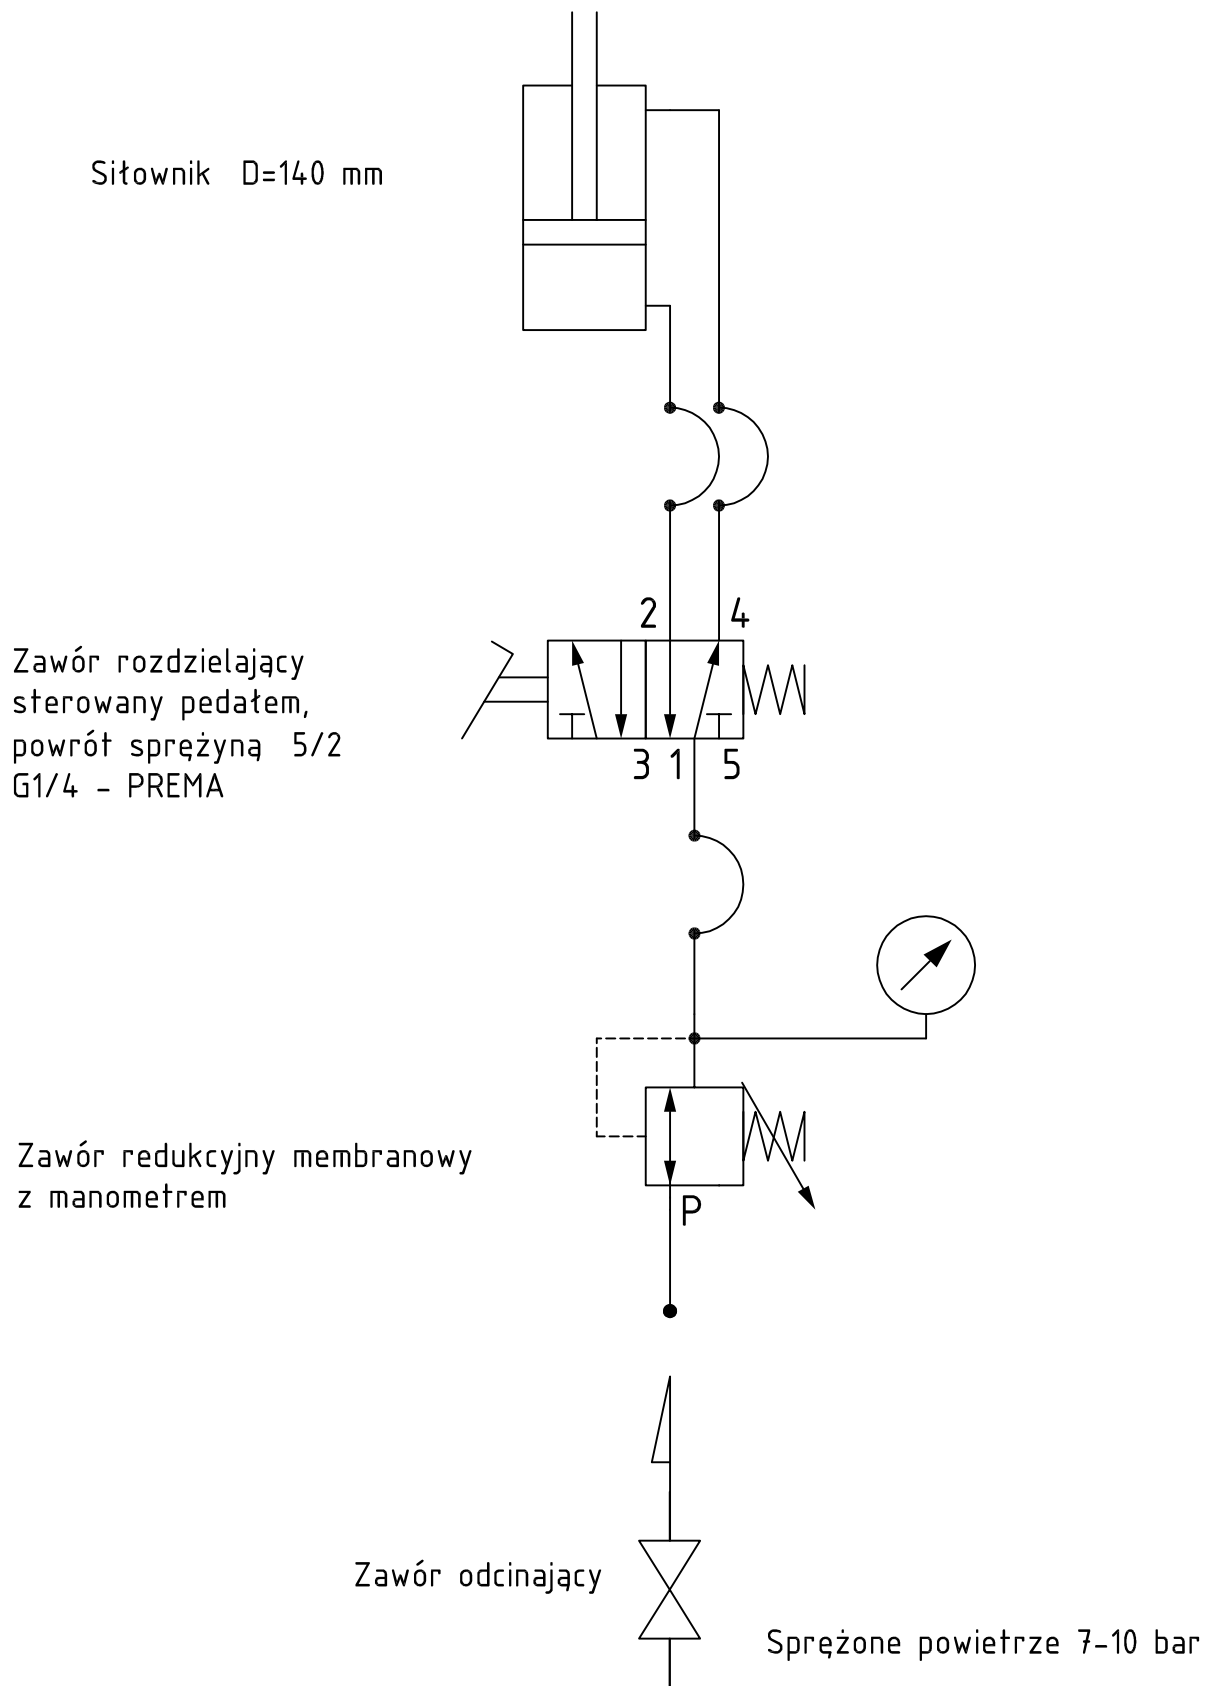 Siłownik D=140 mm
2 4
Zawór rozdzielający
sterowany pedałem,
powrót sprężyną 5/2
G1/4 - PREMA
3 1 5
Zawór redukcyjny membranowy
z manometrem
P
Zawór odcinający
Sprężone powietrze 7-10 bar